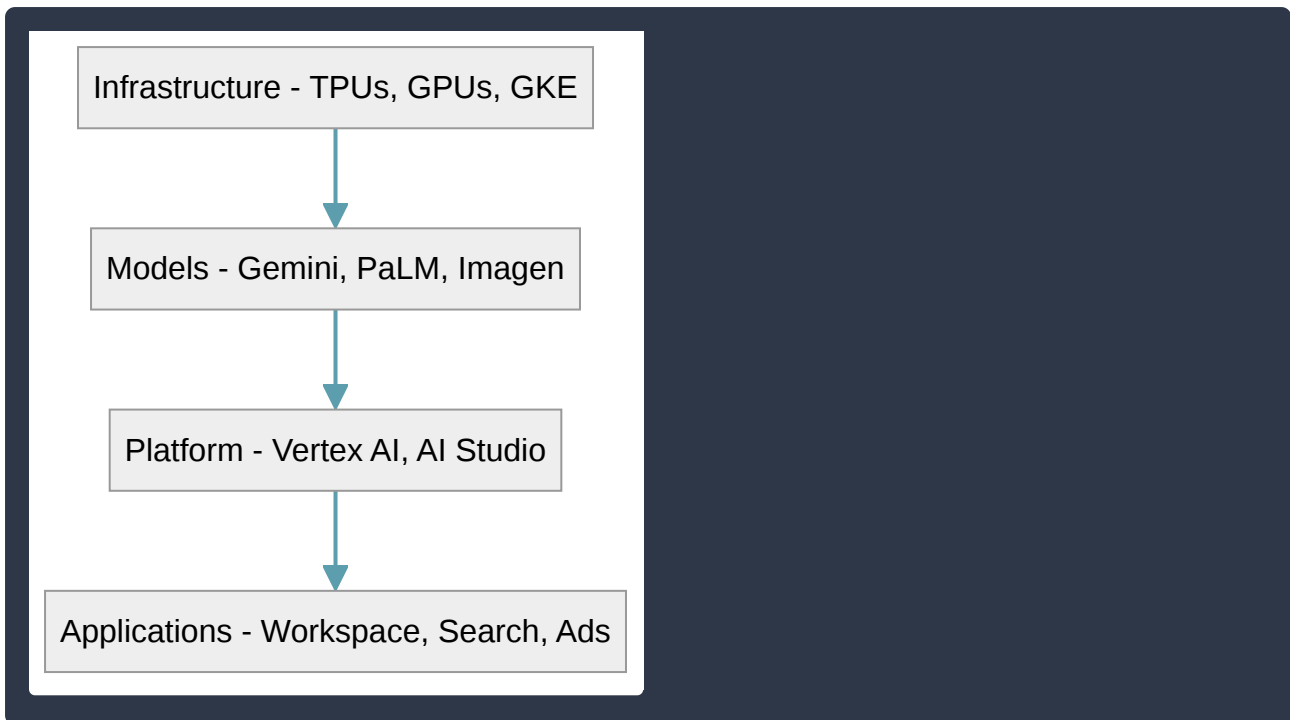 Infrastructure - TPUs, GPUs, GKE
Models - Gemini, PaLM, Imagen
Platform - Vertex AI, AI Studio
Applications - Workspace, Search, Ads